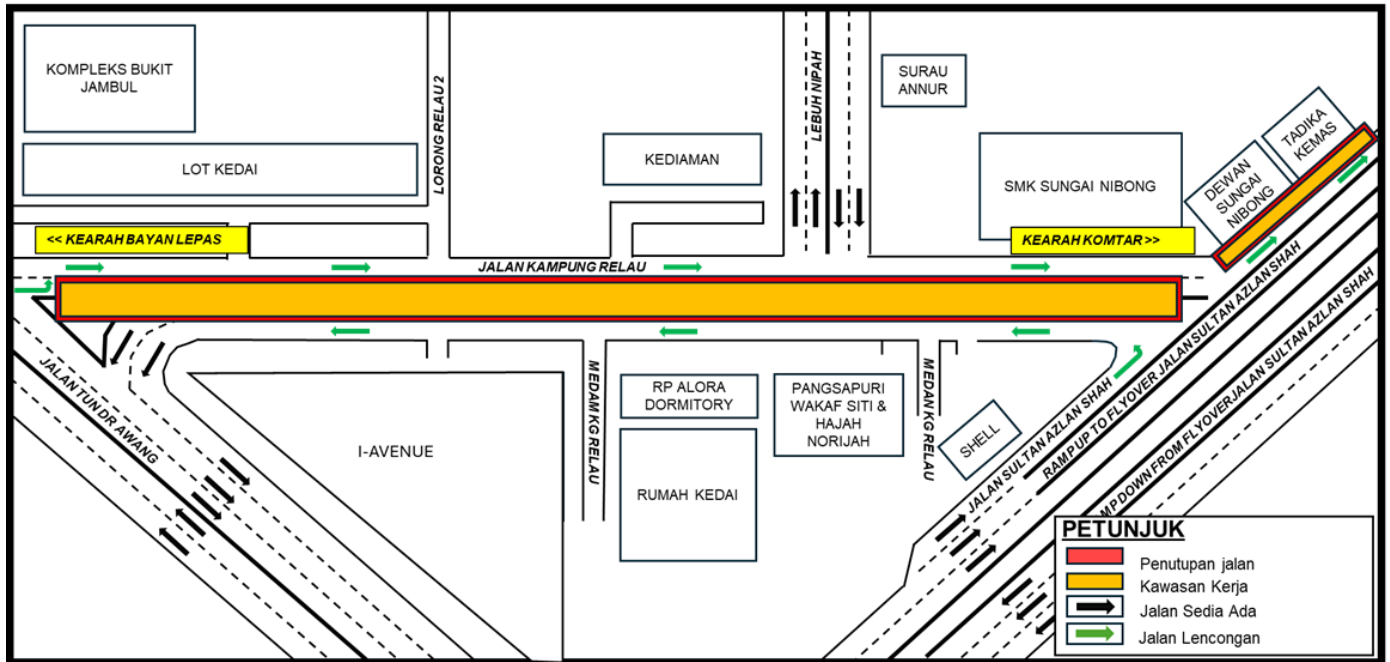 KOMPLEKS BUKIT
JAMBUL
LOT KEDAI
LORONG RELAU 2
KEDIAMAN
LEBUH NIPAH
SURAU
ANNUR
SMK SUNGAI NIBONG
DEWAN
SUNGAI
NIBONG
TADIKA
KEMAS
<< KEARAH BAYAN LEPAS
KEARAH KOMTAR>>
JALAN KAMPUNG RELAU
JALAN TUN DR AWANG
I-AVENUE
MEDAM KG RELAU
RP ALORA
DORMITORY
RUMAH KEDAI
PANGSAPURI
WAKAF SITI &
HAJAH
NORIJAH
MEDAN KG RELAU
SHELL
JALAN SULTAN AZLAN SHAH
JALAN SULTAN AZLAN SHAH
RAMP UP TO FLYOVER JALAN SULTAN AZLAN SHAH
MP DOWN FROM FLYOVERJALAN SULTAN AZLAN SHAH
PETUNJUK
Penutupan jalan
Kawasan Kerja
Jalan Sedia Ada
Jalan Lencongan